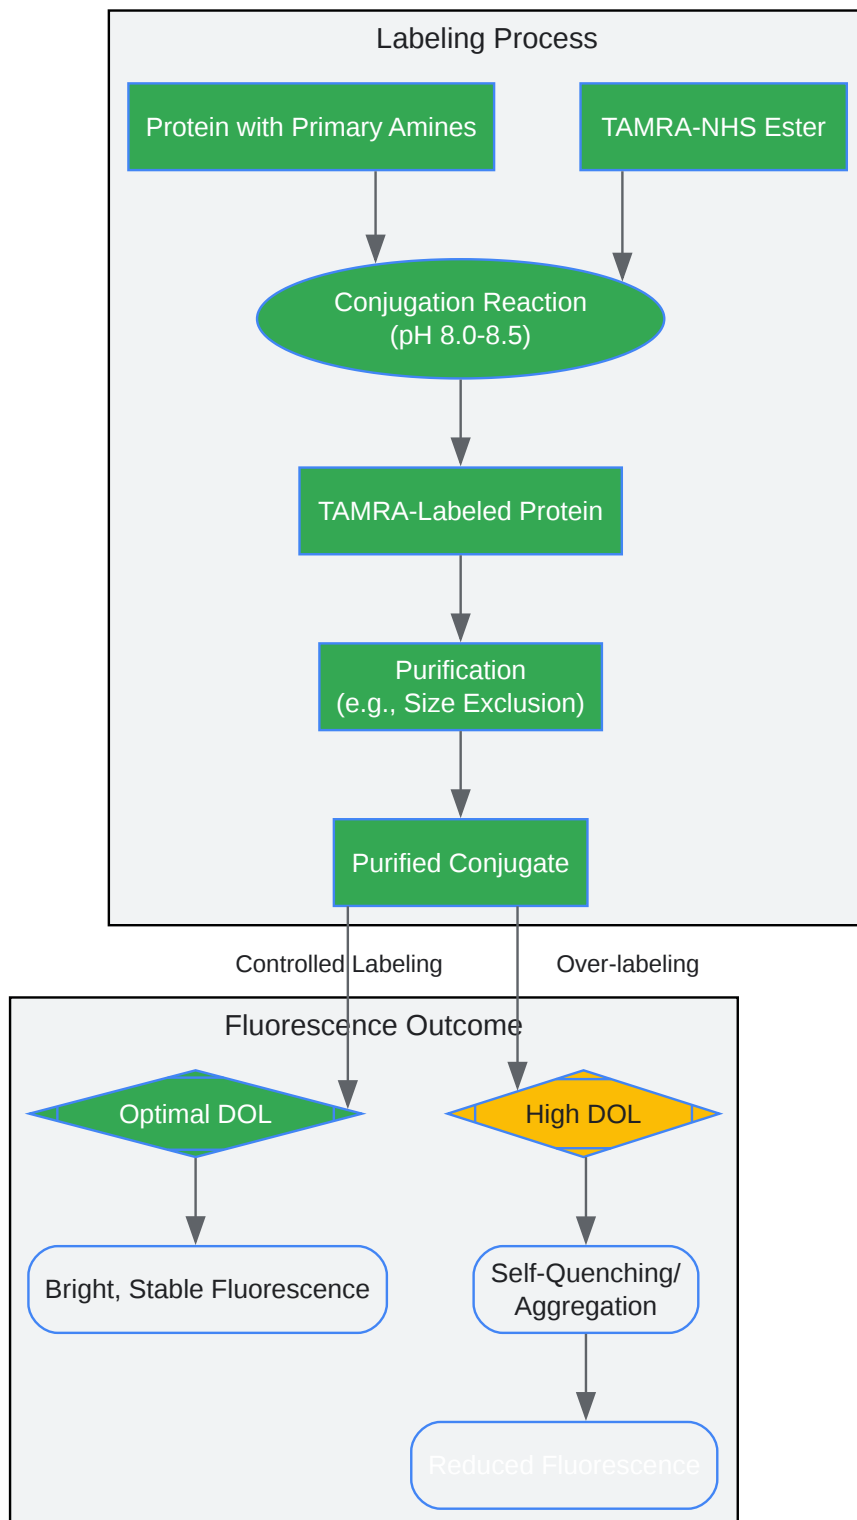 Labeling Process
Protein with Primary Amines
TAMRA-NHS Ester
Conjugation Reaction
(pH 8.0-8.5)
TAMRA-Labeled Protein
Purification
(e.g., Size Exclusion)
Purified Conjugate
Controlled Labeling
Over-labeling
Fluorescence Outcome
Optimal DOL
High DOL
Bright, Stable Fluorescence
Self-Quenching/
Aggregation
Reduced Fluorescence